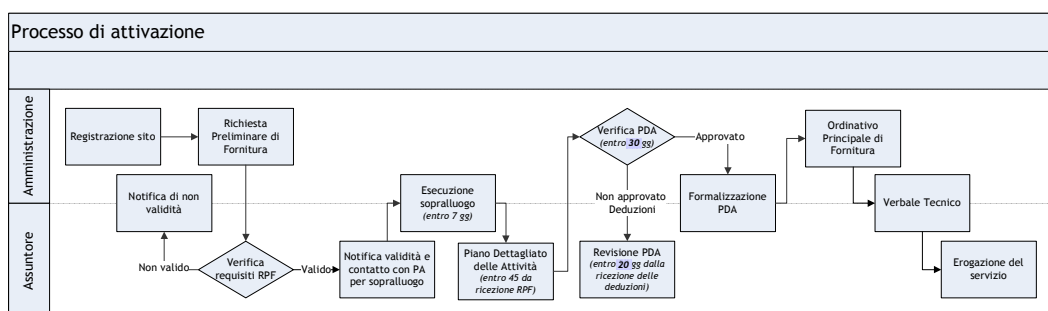 Processo di attivazione
Amministrazione
Registrazione sito
Richiesta
Preliminare di
Fornitura
Notifica di non
validità
Esecuzione
sopralluogo
(entro 7 gg)
Verifica PDA
(entro 30 gg)
Approvato
Non approvato
Deduzioni
Formalizzazione
PDA
Ordinativo
Principale di
Fornitura
Verbale Tecnico
Assuntore
Non valido
Verifica
requisiti RPF
Valido
Notifica validità e
contatto con PA
per sopralluogo
Piano Dettagliato
delle Attività
(entro 45 da
ricezione RPF)
Revisione PDA
(entro 20 gg dalla
ricezione delle
deduzioni)
Erogazione del
servizio